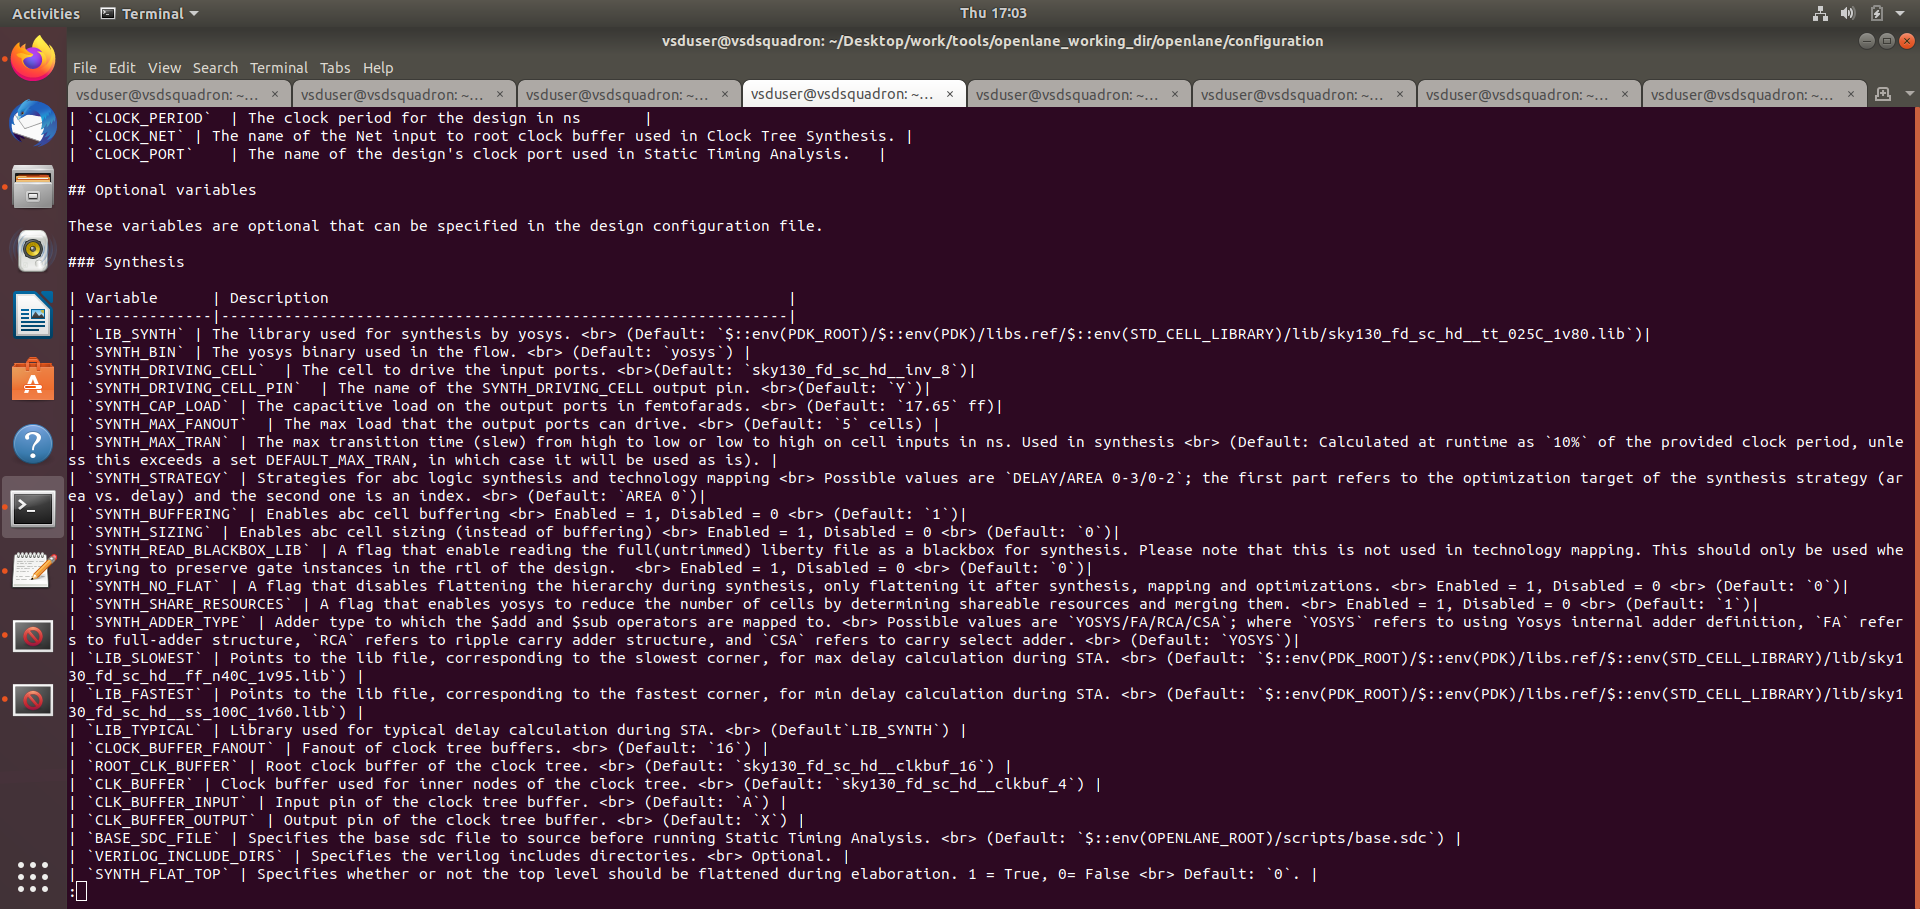 Activities Terminal Thu 17:03
vsduser@vsdsquadron: ~/Desktop/work/tools/openlane_working_dir/openlane/configuration
File Edit View Search Terminal Tabs Help
vsduser@vsdsquadron: ~... × vsduser@vsdsquadron: ~... × vsduser@vsdsquadron: ~... × vsduser@vsdsquadron: ~... × vsduser@vsdsquadron: ~... × vsduser@vsdsquadron: ~... × vsduser@vsdsquadron: ~... × vsduser@vsdsquadron: ~... ×
| `CLOCK_PERIOD`  | The clock period for the design in ns       |
| `CLOCK_NET` | The name of the Net input to root clock buffer used in Clock Tree Synthesis. |
| `CLOCK_PORT`    | The name of the design's clock port used in Static Timing Analysis.   |
## Optional variables
These variables are optional that can be specified in the design configuration file.
### Synthesis
| Variable      | Description                                                   |
|---------------|---------------------------------------------------------------|
| `LIB_SYNTH` | The library used for synthesis by yosys. <br> (Default: `$::env(PDK_ROOT)/$::env(PDK)/libs.ref/$::env(STD_CELL_LIBRARY)/lib/sky130_fd_sc_hd__tt_025C_1v80.lib`)|
| `SYNTH_BIN` | The yosys binary used in the flow. <br> (Default: `yosys`) |
| `SYNTH_DRIVING_CELL`  | The cell to drive the input ports. <br>(Default: `sky130_fd_sc_hd__inv_8`)|
| `SYNTH_DRIVING_CELL_PIN`  | The name of the SYNTH_DRIVING_CELL output pin. <br>(Default: `Y`)|
| `SYNTH_CAP_LOAD` | The capacitive load on the output ports in femtofarads. <br> (Default: `17.65` ff)|
| `SYNTH_MAX_FANOUT`  | The max load that the output ports can drive. <br> (Default: `5` cells) |
| `SYNTH_MAX_TRAN` | The max transition time (slew) from high to low or low to high on cell inputs in ns. Used in synthesis <br> (Default: Calculated at runtime as `10%` of the provided clock period, unle
ss this exceeds a set DEFAULT_MAX_TRAN, in which case it will be used as is). |
| `SYNTH_STRATEGY` | Strategies for abc logic synthesis and technology mapping <br> Possible values are `DELAY/AREA 0-3/0-2`; the first part refers to the optimization target of the synthesis strategy (ar
ea vs. delay) and the second one is an index. <br> (Default: `AREA 0`)|
| `SYNTH_BUFFERING` | Enables abc cell buffering <br> Enabled = 1, Disabled = 0 <br> (Default: `1`)|
| `SYNTH_SIZING` | Enables abc cell sizing (instead of buffering) <br> Enabled = 1, Disabled = 0 <br> (Default: `0`)|
| `SYNTH_READ_BLACKBOX_LIB` | A flag that enable reading the full(untrimmed) liberty file as a blackbox for synthesis. Please note that this is not used in technology mapping. This should only be used whe
n trying to preserve gate instances in the rtl of the design.  <br> Enabled = 1, Disabled = 0 <br> (Default: `0`)|
| `SYNTH_NO_FLAT` | A flag that disables flattening the hierarchy during synthesis, only flattening it after synthesis, mapping and optimizations. <br> Enabled = 1, Disabled = 0 <br> (Default: `0`)|
| `SYNTH_SHARE_RESOURCES` | A flag that enables yosys to reduce the number of cells by determining shareable resources and merging them. <br> Enabled = 1, Disabled = 0 <br> (Default: `1`)|
| `SYNTH_ADDER_TYPE` | Adder type to which the $add and $sub operators are mapped to. <br> Possible values are `YOSYS/FA/RCA/CSA`; where `YOSYS` refers to using Yosys internal adder definition, `FA` refer
s to full-adder structure, `RCA` refers to ripple carry adder structure, and `CSA` refers to carry select adder. <br> (Default: `YOSYS`)|
| `LIB_SLOWEST` | Points to the lib file, corresponding to the slowest corner, for max delay calculation during STA. <br> (Default: `$::env(PDK_ROOT)/$::env(PDK)/libs.ref/$::env(STD_CELL_LIBRARY)/lib/sky1
30_fd_sc_hd__ff_n40C_1v95.lib`) |
| `LIB_FASTEST` | Points to the lib file, corresponding to the fastest corner, for min delay calculation during STA. <br> (Default: `$::env(PDK_ROOT)/$::env(PDK)/libs.ref/$::env(STD_CELL_LIBRARY)/lib/sky1
30_fd_sc_hd__ss_100C_1v60.lib`) |
| `LIB_TYPICAL` | Library used for typical delay calculation during STA. <br> (Default`LIB_SYNTH`) |
| `CLOCK_BUFFER_FANOUT` | Fanout of clock tree buffers. <br> (Default: `16`) |
| `ROOT_CLK_BUFFER` | Root clock buffer of the clock tree. <br> (Default: `sky130_fd_sc_hd__clkbuf_16`) |
| `CLK_BUFFER` | Clock buffer used for inner nodes of the clock tree. <br> (Default: `sky130_fd_sc_hd__clkbuf_4`) |
| `CLK_BUFFER_INPUT` | Input pin of the clock tree buffer. <br> (Default: `A`) |
| `CLK_BUFFER_OUTPUT` | Output pin of the clock tree buffer. <br> (Default: `X`) |
| `BASE_SDC_FILE` | Specifies the base sdc file to source before running Static Timing Analysis. <br> (Default: `$::env(OPENLANE_ROOT)/scripts/base.sdc`) |
| `VERILOG_INCLUDE_DIRS` | Specifies the verilog includes directories. <br> Optional. |
| `SYNTH_FLAT_TOP` | Specifies whether or not the top level should be flattened during elaboration. 1 = True, 0= False <br> Default: `0`. |
: